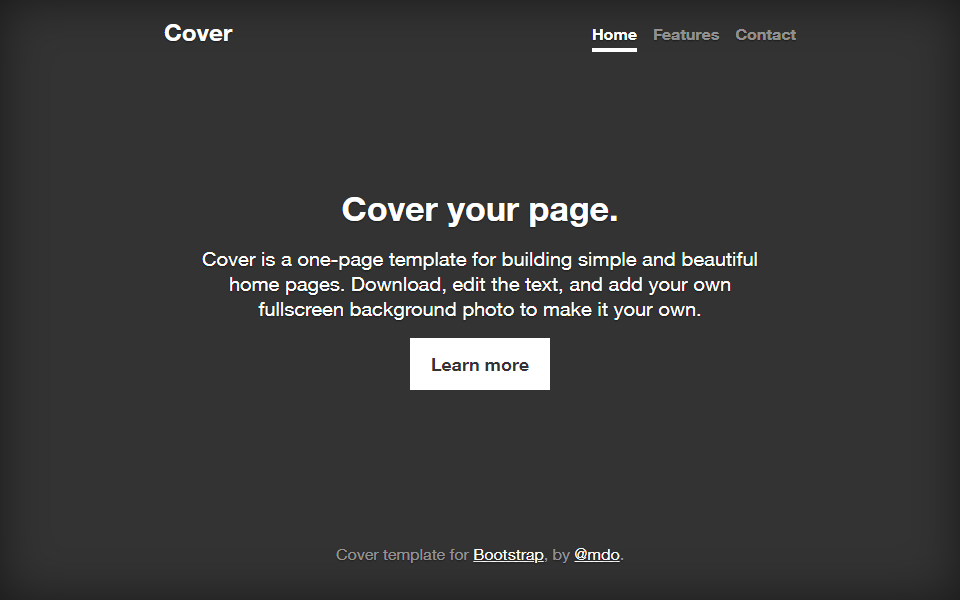 Cover
Home Features Contact
Cover your page.
Cover is a one-page template for building simple and beautiful
home pages. Download, edit the text, and add your own
fullscreen background photo to make it your own.
Learn more
Cover template for Bootstrap, by @mdo.